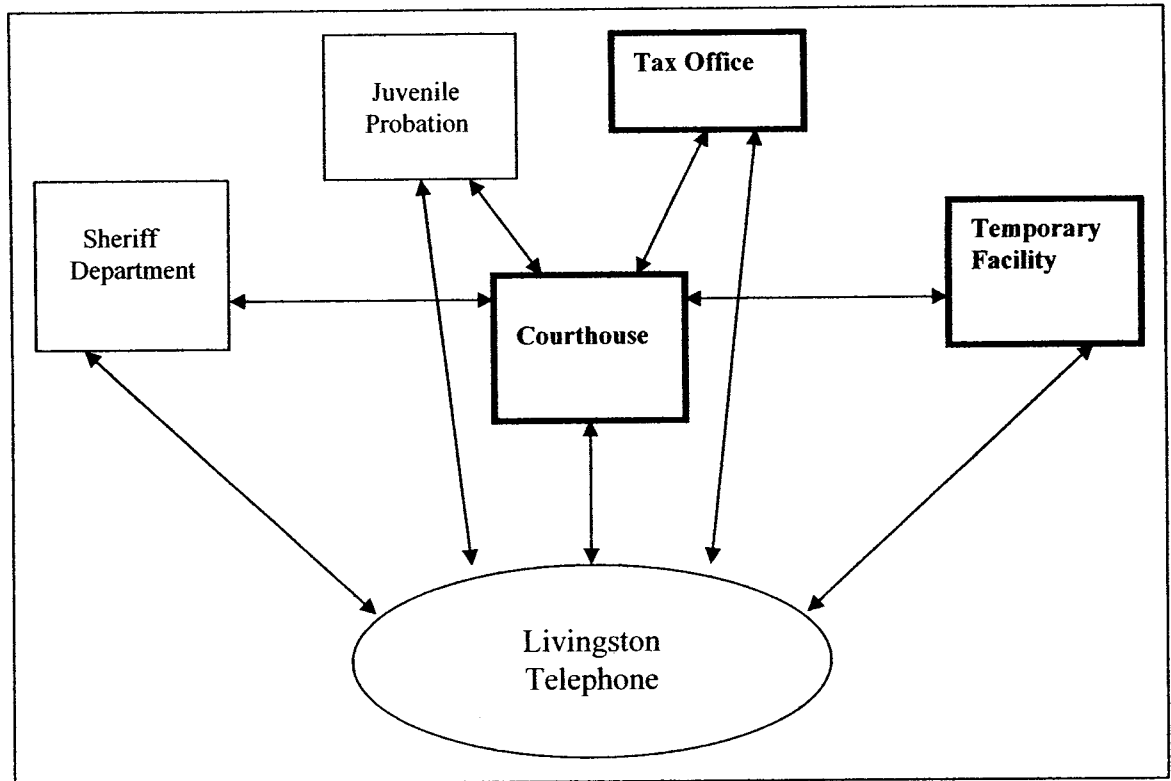 Juvenile
Probation
Tax Office
Sheriff
Department
Temporary
Facility
Courthouse
Livingston
Telephone